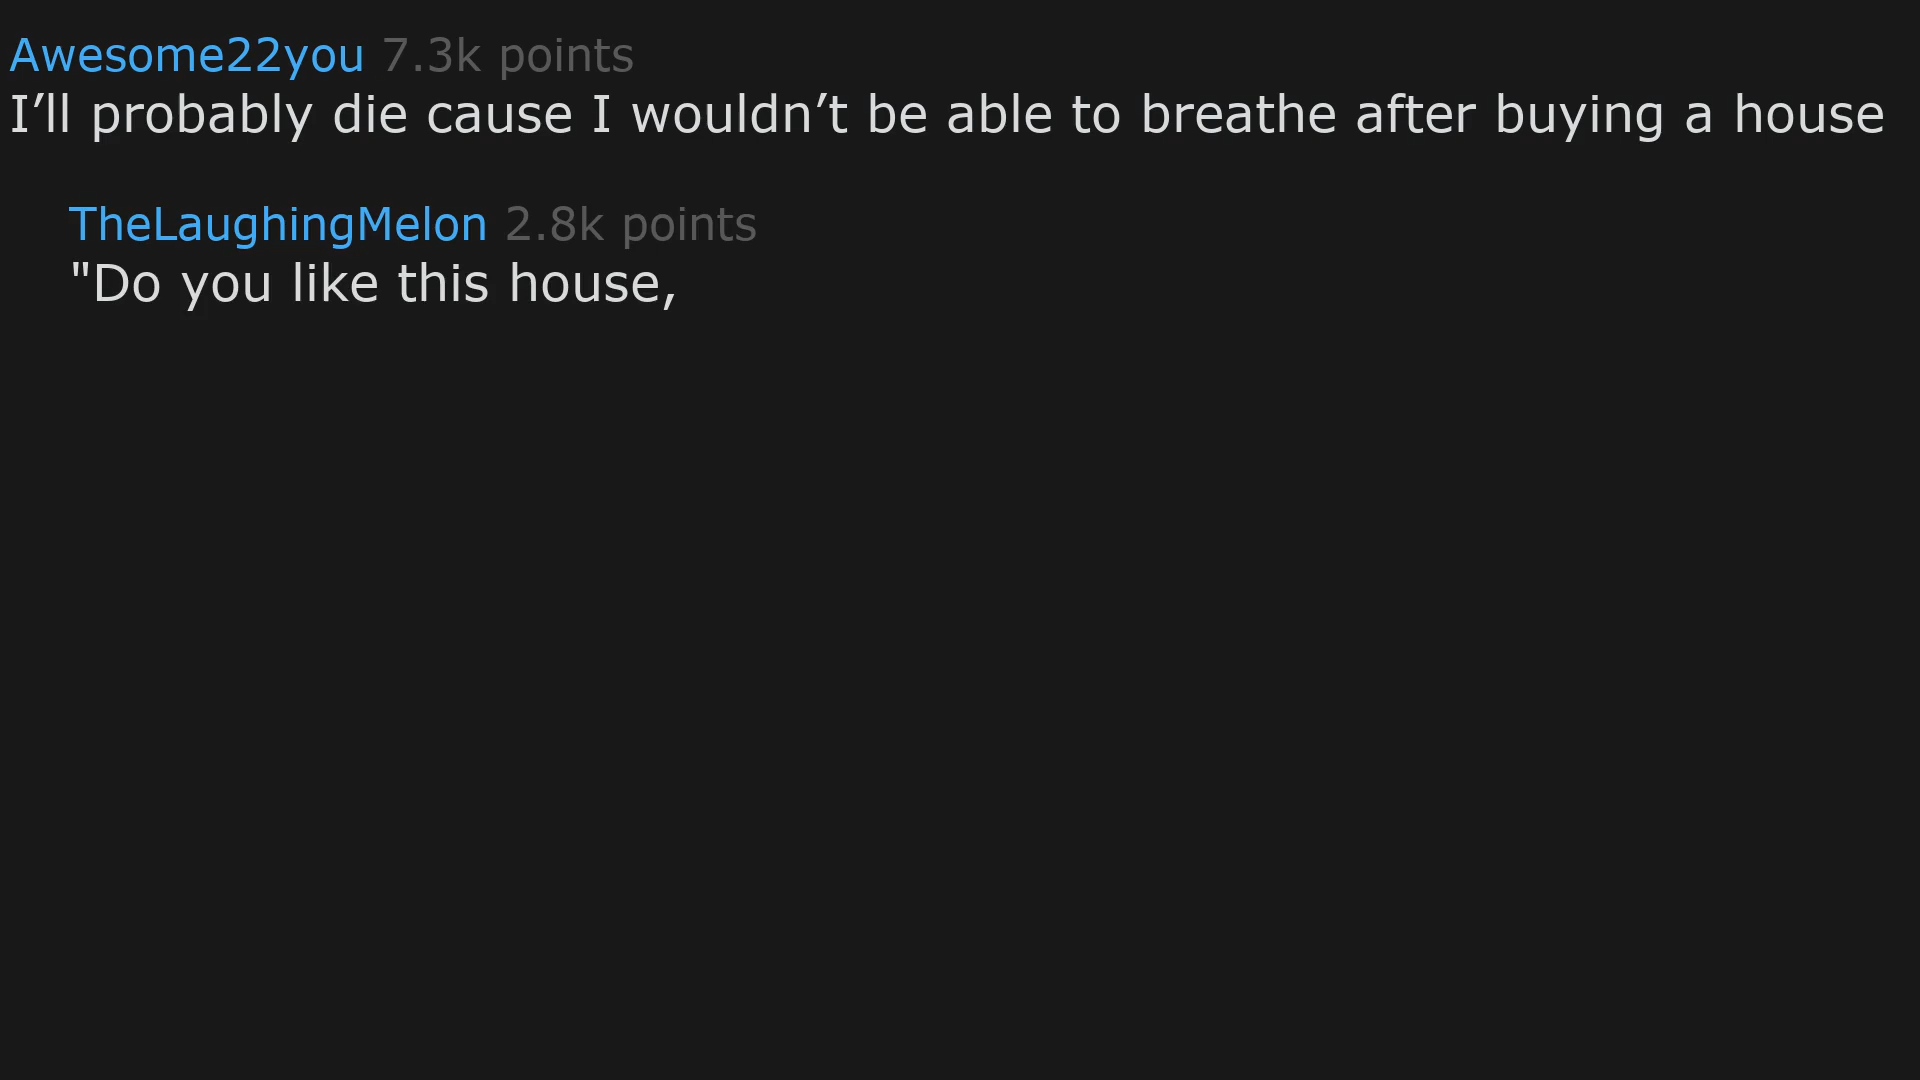 Awesome22you 7.3k points
I’ll probably die cause I wouldn’t be able to breathe after buying a house
TheLaughingMelon 2.8k points
"Do you like this house,